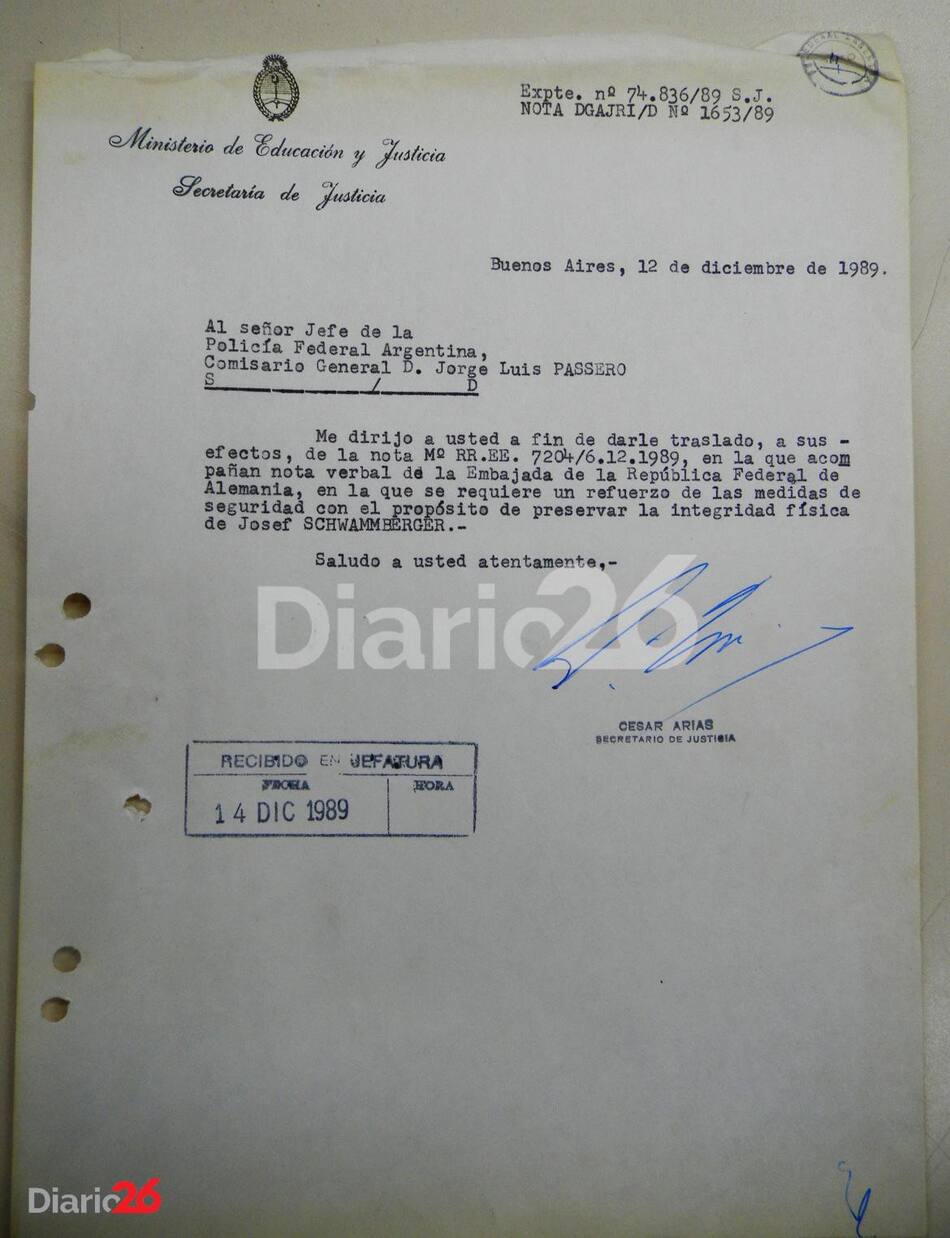 Expte. nº 74.836/89 S.J.
NOTA DGAJRI/D Nº 1653/89
Ministerio de Educación y Justicia
Secretaría de Justicia
Buenos Aires, 12 de diciembre de 1989.
Al señor Jefe de la
Policía Federal Argentina,
Comisario General D. Jorge Luis PASSERO
S / D
Me dirijo a usted a fin de darle traslado, a sus -
efectos, de la nota Mº RR.EE. 7204/6.12.1989, en la que acom
pañan nota verbal de la Embajada de la República Federal de
Alemania, en la que se requiere un refuerzo de las medidas de
seguridad con el propósito de preservar la integridad física
de Josef SCHWAMMBERGER.-
Saludo a usted atentamente,-
Diario26
CESAR ARIAS
SECRETARIO DE JUSTICIA
RECIBIDO EN JEFATURA
FECHA HORA
14 DIC 1989
Diario26